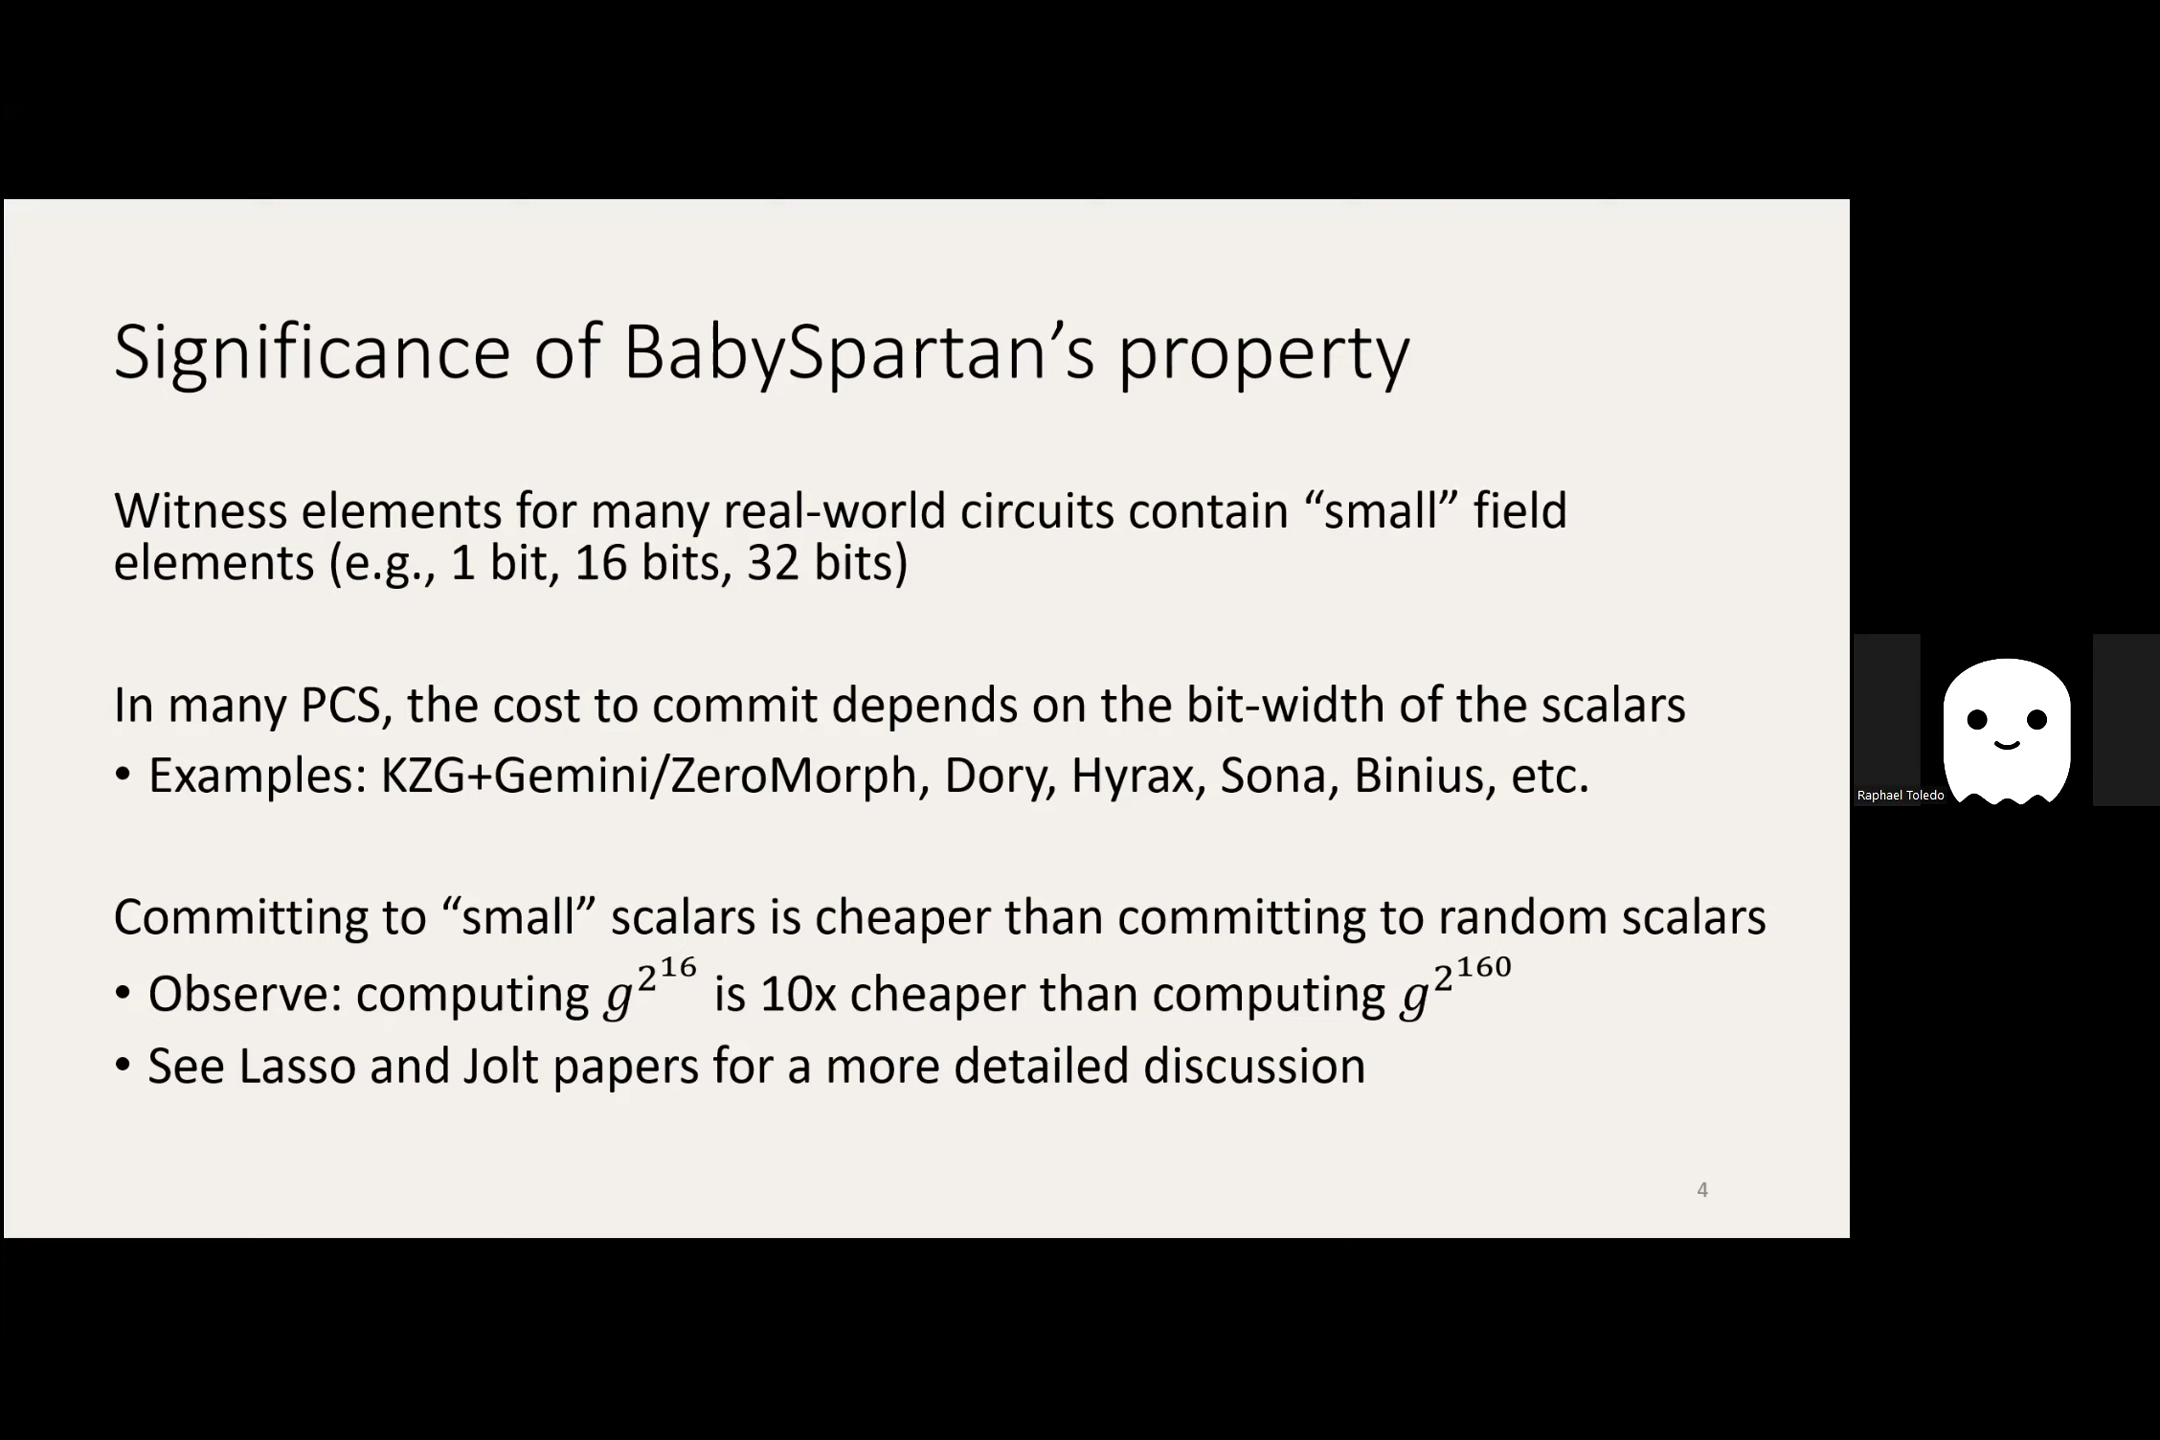 Significance of BabySpartan’s property
Witness elements for many real-world circuits contain “small” field
elements (e.g., 1 bit, 16 bits, 32 bits)
In many PCS, the cost to commit depends on the bit-width of the scalars
• Examples: KZG+Gemini/ZeroMorph, Dory, Hyrax, Sona, Binius, etc.
Raphael Toledo
Committing to “small” scalars is cheaper than committing to random scalars
• Observe: computing $g^{2^{16}}$ is 10x cheaper than computing $g^{2^{160}}$
• See Lasso and Jolt papers for a more detailed discussion
4